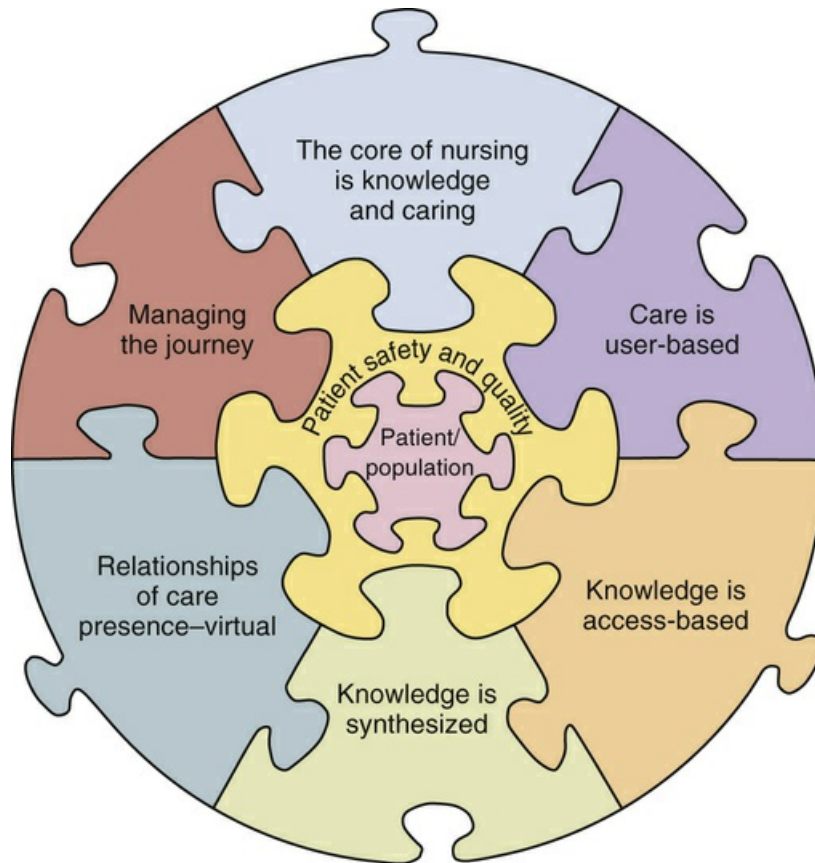 The core of nursing
is knowledge
and caring
Managing
the journey
Care is
user-based
Patient safety and quality
Patient/
population
Relationships
of care
presence–virtual
Knowledge is
access-based
Knowledge is
synthesized